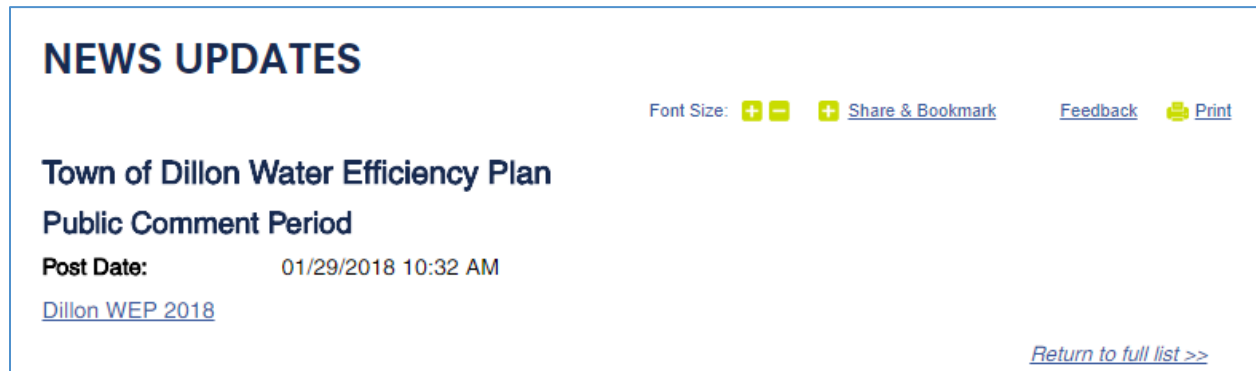 NEWS UPDATES
Font Size: Share & Bookmark Feedback Print
Town of Dillon Water Efficiency Plan
Public Comment Period
Post Date: 01/29/2018 10:32 AM
Dillon WEP 2018
Return to full list >>